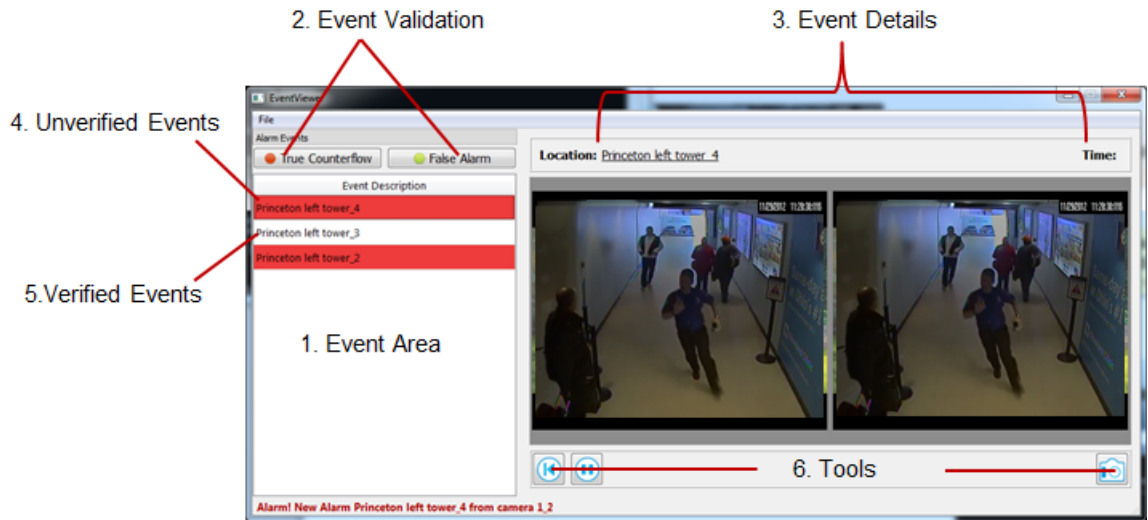 2. Event Validation
3. Event Details
4. Unverified Events
5.Verified Events
EventViewer
File
Alarm Events
True Counterflow
False Alarm
Event Description
Princeton left tower_4
Princeton left tower_3
Princeton left tower_2
1. Event Area
Location: Princeton left tower_4
Time:
6. Tools
Alarm! New Alarm Princeton left tower_4 from camera 1_2